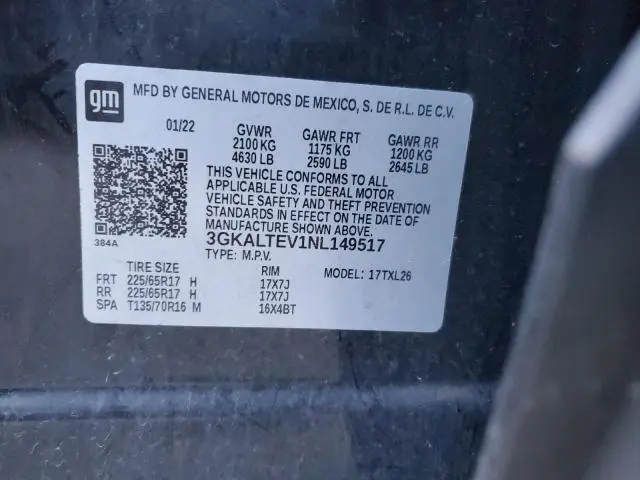 gm
MFD BY GENERAL MOTORS DE MEXICO, S. DE R.L. DE C.V.
01/22 GVWR GAWR FRT GAWR RR
2100 KG 1175 KG 1200 KG
4630 LB 2590 LB 2645 LB
THIS VEHICLE CONFORMS TO ALL
APPLICABLE U.S. FEDERAL MOTOR
VEHICLE SAFETY AND THEFT PREVENTION
STANDARDS IN EFFECT ON THE DATE OF
MANUFACTURE SHOWN ABOVE.
384A 3GKALTEV1NL149517
TYPE: M.P.V. MODEL: 17TXL26
TIRE SIZE RIM
FRT 225/65R17 H 17X7J
RR 225/65R17 H 17X7J
SPA T135/70R16 M 16X4BT